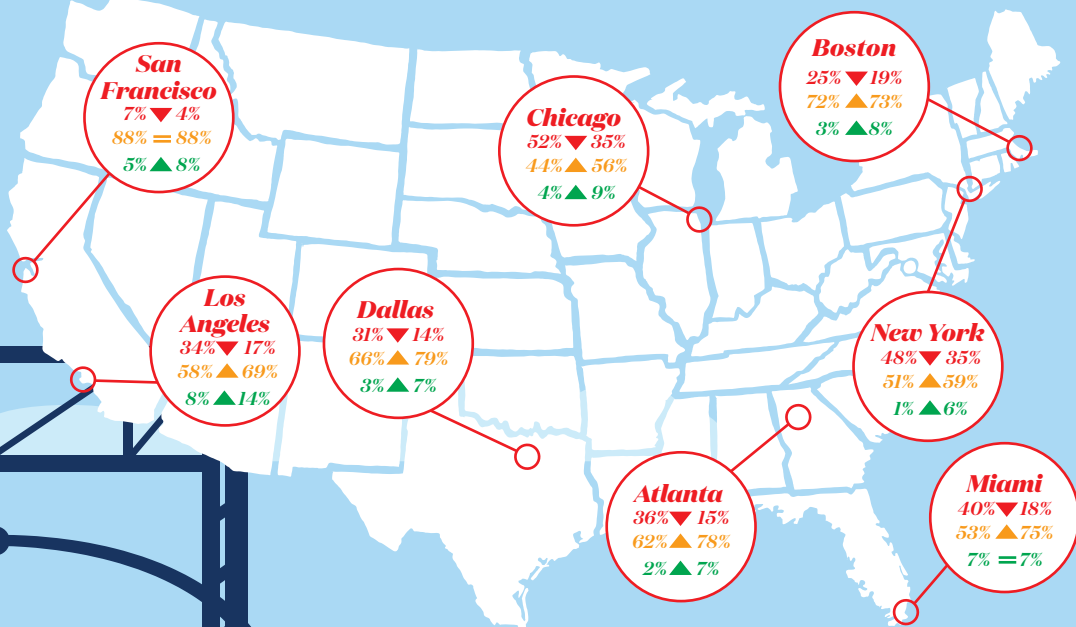 San
Francisco
7% ▼ 4%
88% = 88%
5% ▲ 8%
Los
Angeles
34% ▼ 17%
58% ▲ 69%
8% ▲ 14%
Dallas
31% ▼ 14%
66% ▲ 79%
3% ▲ 7%
Chicago
52% ▼ 35%
44% ▲ 56%
4% ▲ 9%
Boston
25% ▼ 19%
72% ▲ 73%
3% ▲ 8%
New York
48% ▼ 35%
51% ▲ 59%
1% ▲ 6%
Atlanta
36% ▼ 15%
62% ▲ 78%
2% ▲ 7%
Miami
40% ▼ 18%
53% ▲ 75%
7% = 7%